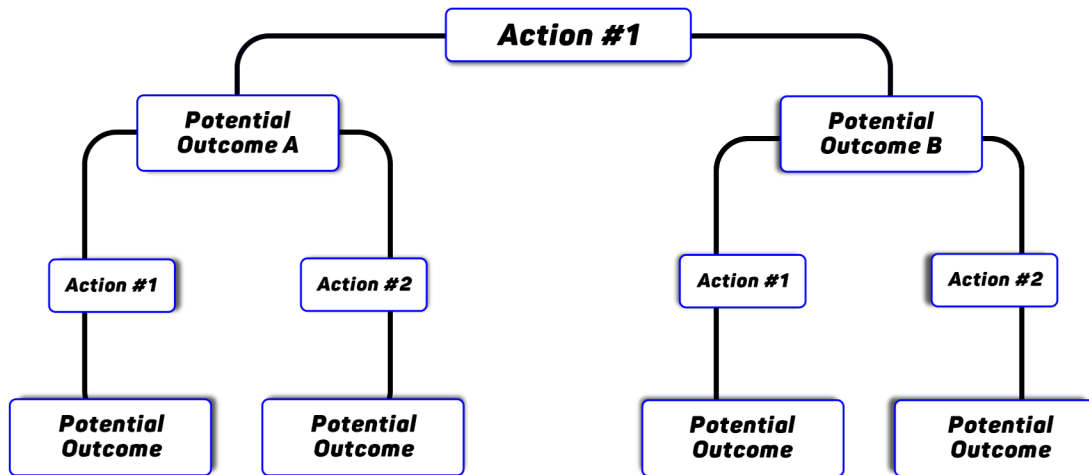 Action #1
Potential
Outcome A
Potential
Outcome B
Action #1
Action #2
Action #1
Action #2
Potential
Outcome
Potential
Outcome
Potential
Outcome
Potential
Outcome